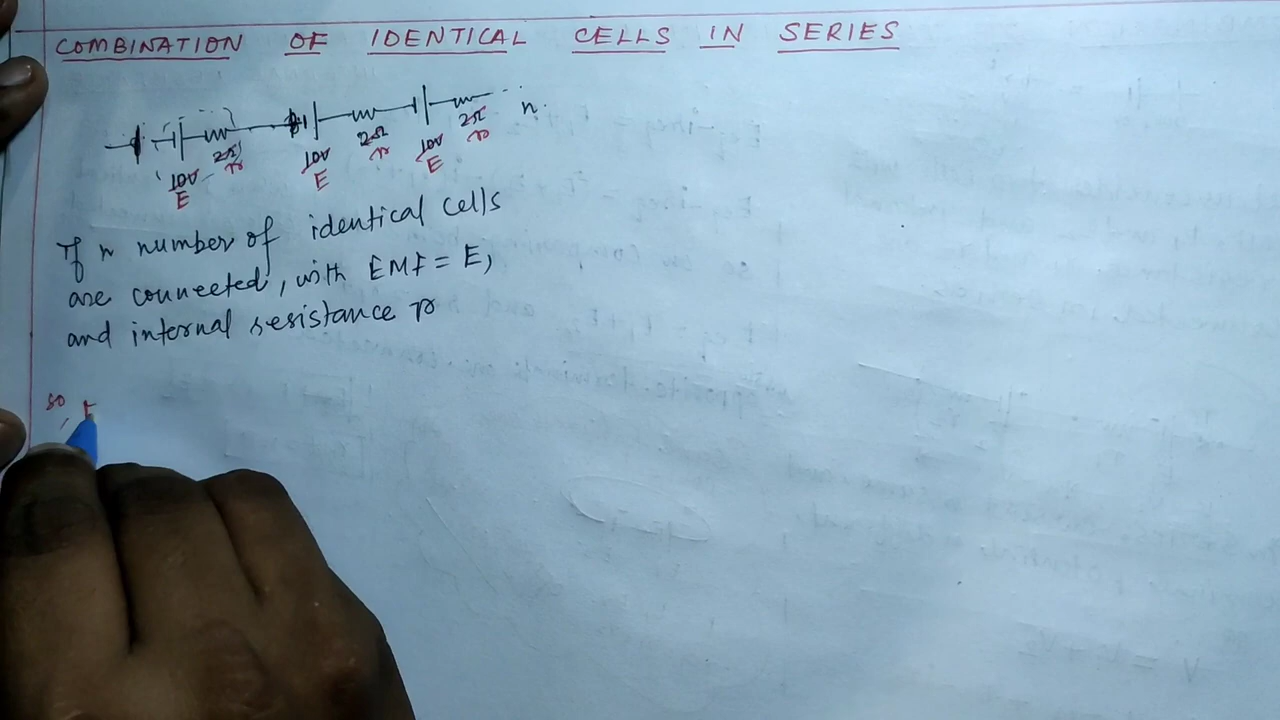 COMBINATION OF IDENTICAL CELLS IN SERIES
n.
2Ω 2Ω 2Ω
r r r
10V 10V 10V
E E E
If n number of identical cells
are connected, with EMF = E,
and internal resistance r
so,